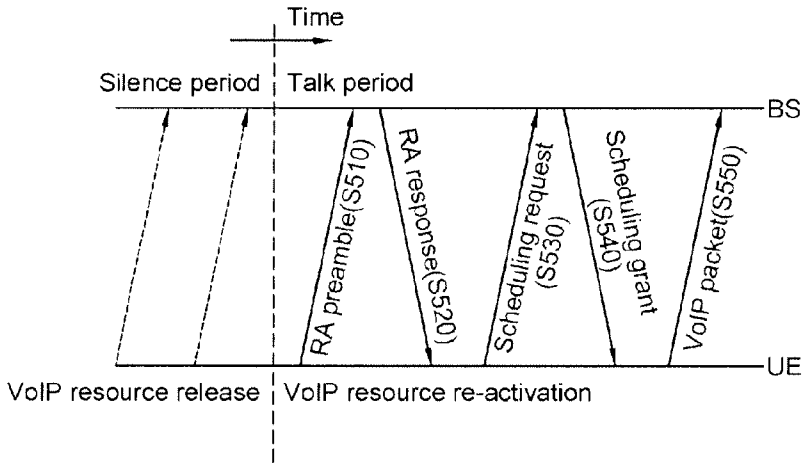 Time
Silence period
Talk period
BS
RA preamble(S510)
RA response(S520)
Scheduling request
(S530)
Scheduling grant
(S540)
VoIP packet(S550)
UE
VoIP resource release
VoIP resource re-activation